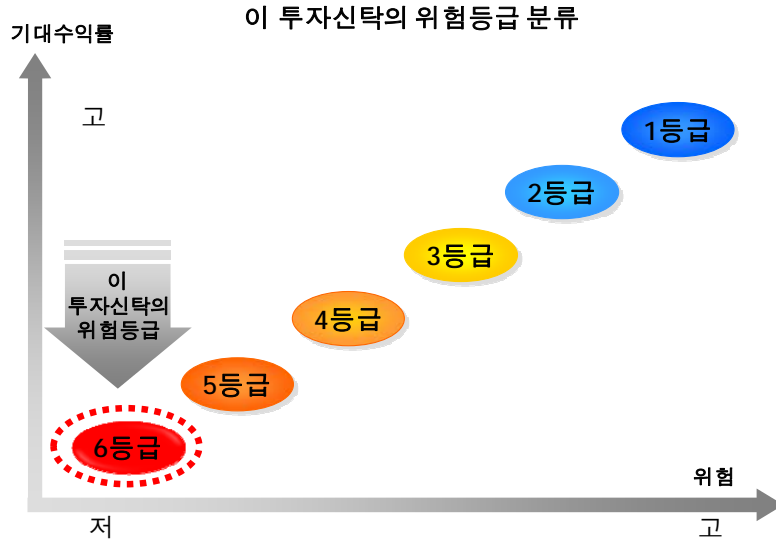 이 투자신탁의 위험등급 분류
기대수익률
고
1등급
2등급
3등급
이
투자신탁의
위험등급
4등급
5등급
6등급
위험
저
고